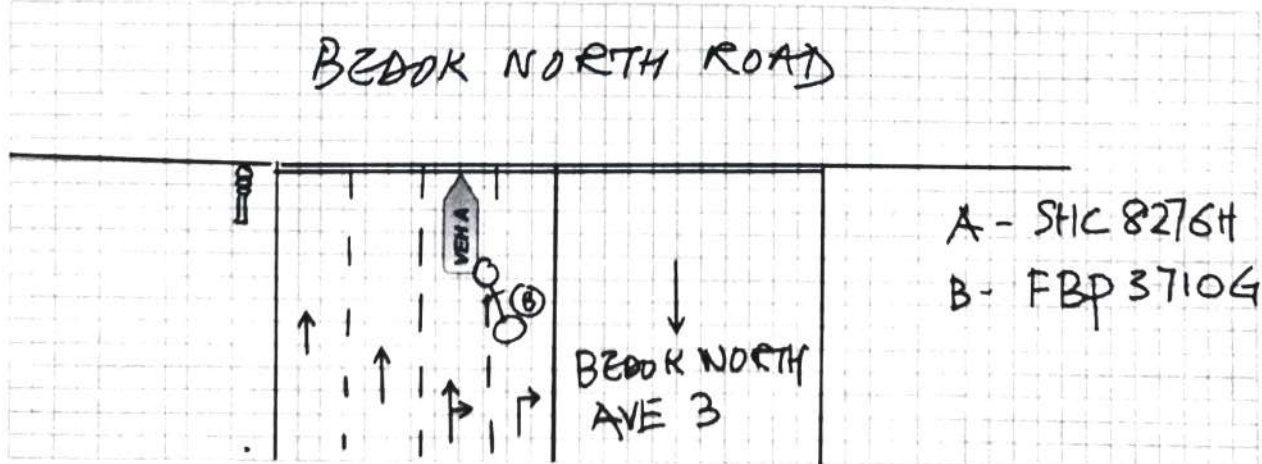 BEDOK NORTH ROAD
VEH A
B
A - SHC 8276H
B - FBP 3710G
BEDOK NORTH
AVE 3